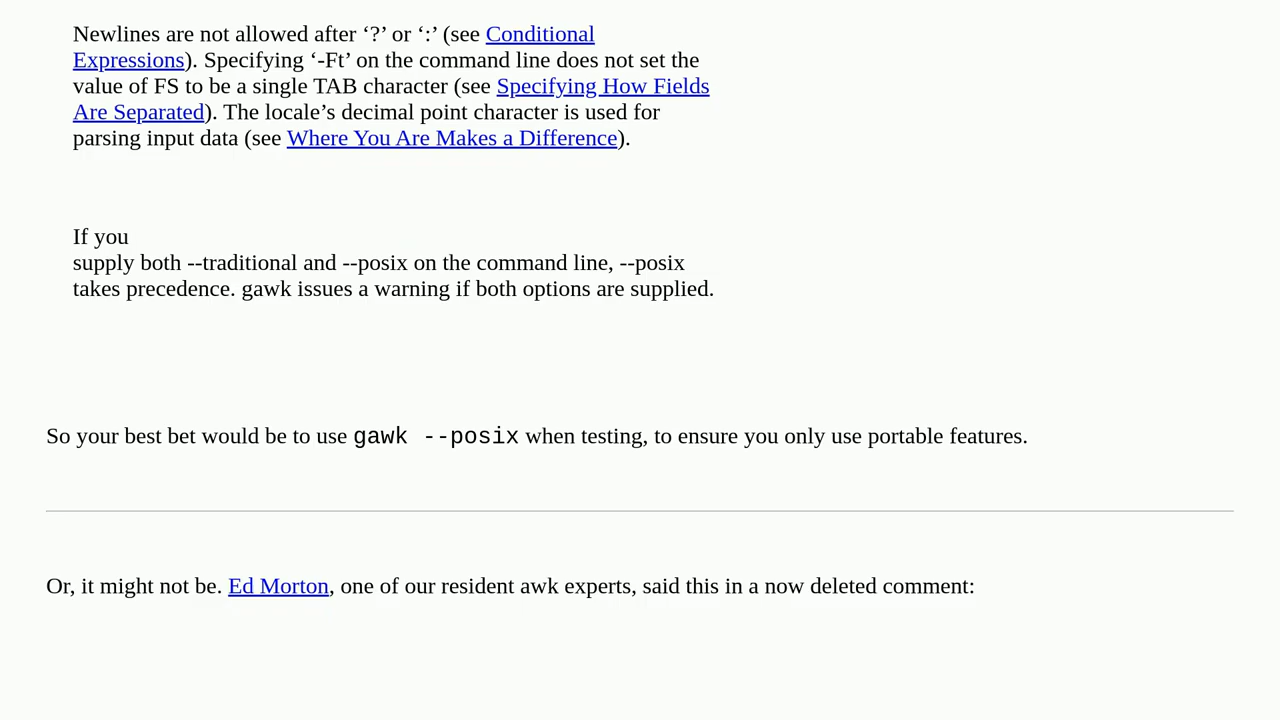 Newlines are not allowed after ‘?’ or ‘:’ (see Conditional
Expressions). Specifying ‘-Ft’ on the command line does not set the
value of FS to be a single TAB character (see Specifying How Fields
Are Separated). The locale’s decimal point character is used for
parsing input data (see Where You Are Makes a Difference).
If you
supply both --traditional and --posix on the command line, --posix
takes precedence. gawk issues a warning if both options are supplied.
So your best bet would be to use gawk --posix when testing, to ensure you only use portable features.
Or, it might not be. Ed Morton, one of our resident awk experts, said this in a now deleted comment: